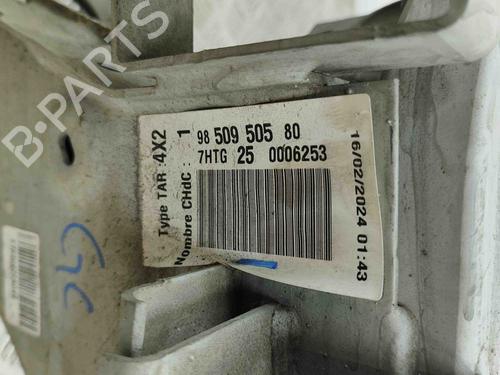 Type TAR 4X2
Nombre CHdC : 1
98 509 505 80
7HTG 25 0006253
16/02/2024 01:43
B-PARTS